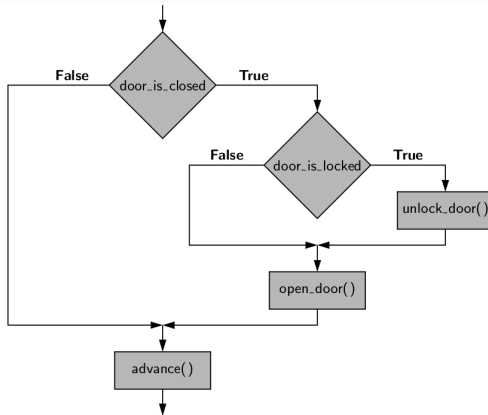 False
door_is_closed
True
False
door_is_locked
True
unlock_door()
open_door()
advance()